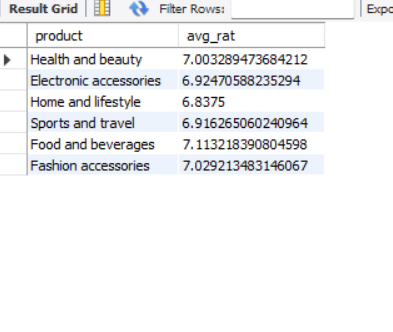 Result Grid Filter Rows: Expo
product avg_rat
Health and beauty 7.003289473684212
Electronic accessories 6.92470588235294
Home and lifestyle 6.8375
Sports and travel 6.916265060240964
Food and beverages 7.113218390804598
Fashion accessories 7.029213483146067